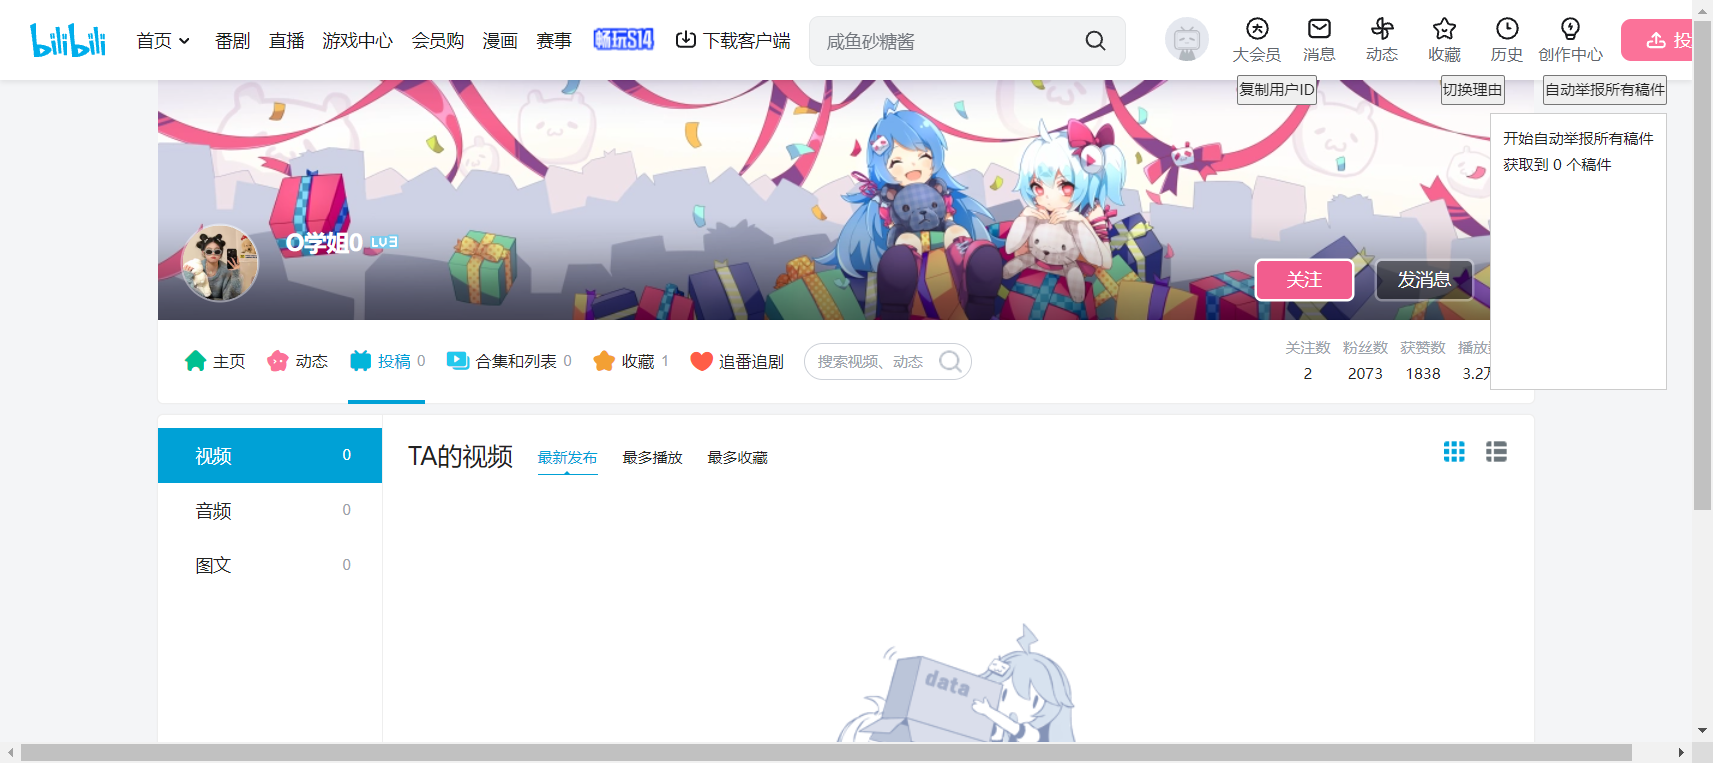 bilibili
首页 番剧 直播 游戏中心 会员购 漫画 赛事 畅玩S14 下载客户端 咸鱼砂糖酱 大会员 消息 动态 收藏 历史 创作中心 投
复制用户ID 切换理由 自动举报所有稿件
开始自动举报所有稿件
获取到 0 个稿件
O学姐0 LV3
关注 发消息
主页 动态 投稿 0 合集和列表 0 收藏 1 追番追剧 搜索视频、动态
关注数 粉丝数 获赞数 播放
2 2073 1838 3.2万
视频 0
音频 0
图文 0
TA的视频 最新发布 最多播放 最多收藏
data